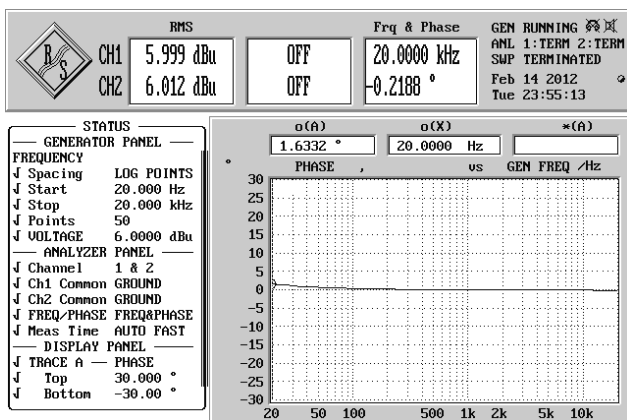 RMS
Frq & Phase
R S
CH1 5.999 dBu OFF 20.0000 kHz
CH2 6.012 dBu OFF -0.2188 °
GEN RUNNING
ANL 1:TERM 2:TERM
SWP TERMINATED
Feb 14 2012
Tue 23:55:13
STATUS
GENERATOR PANEL
FREQUENCY
Spacing LOG POINTS
Start 20.000 Hz
Stop 20.000 kHz
Points 50
VOLTAGE 6.0000 dBu
ANALYZER PANEL
Channel 1 & 2
Ch1 Common GROUND
Ch2 Common GROUND
FREQ/PHASE FREQ&PHASE
Meas Time AUTO FAST
DISPLAY PANEL
TRACE A — PHASE
Top 30.000 °
Bottom -30.00 °
o(A) o(X) *(A)
1.6332 ° 20.0000 Hz
° PHASE , vs GEN FREQ /Hz
30
25
20
15
10
5
0
-5
-10
-15
-20
-25
-30
20 50 100 500 1k 2k 5k 10k